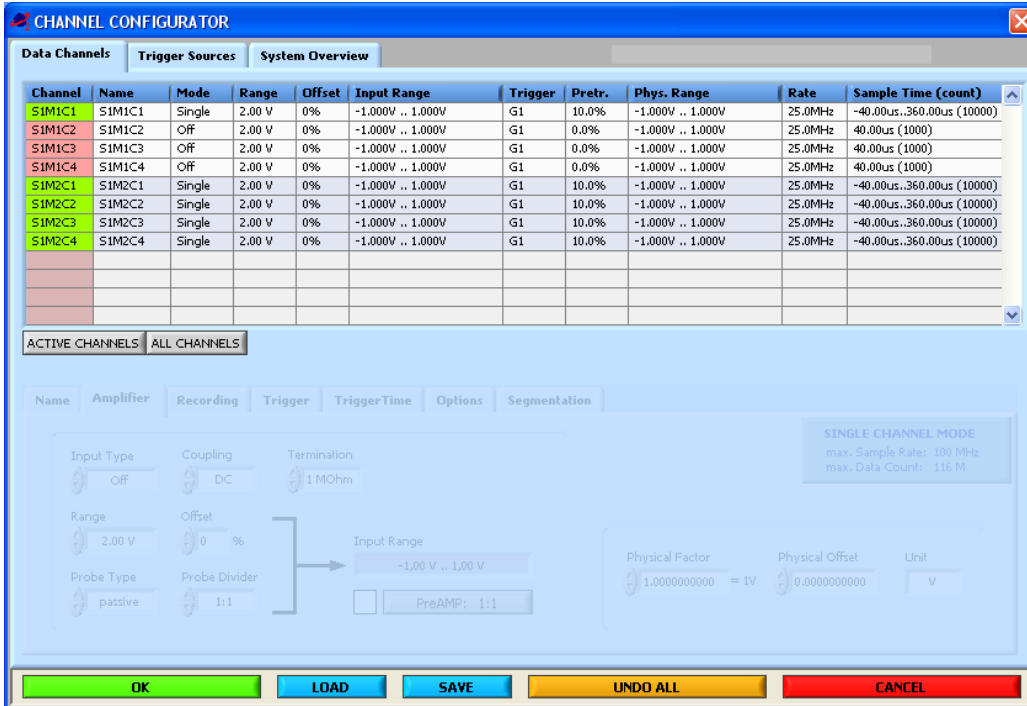 CHANNEL CONFIGURATOR
Data Channels Trigger Sources System Overview
Channel Name Mode Range Offset Input Range Trigger Pretr. Phys. Range Rate Sample Time (count)
S1M1C1 S1M1C1 Single 2.00 V 0% -1.000V .. 1.000V G1 10.0% -1.000V .. 1.000V 25.0MHz -40.00us..360.00us (10000)
S1M1C2 S1M1C2 Off 2.00 V 0% -1.000V .. 1.000V G1 0.0% -1.000V .. 1.000V 25.0MHz 40.00us (1000)
S1M1C3 S1M1C3 Off 2.00 V 0% -1.000V .. 1.000V G1 0.0% -1.000V .. 1.000V 25.0MHz 40.00us (1000)
S1M1C4 S1M1C4 Off 2.00 V 0% -1.000V .. 1.000V G1 0.0% -1.000V .. 1.000V 25.0MHz 40.00us (1000)
S1M2C1 S1M2C1 Single 2.00 V 0% -1.000V .. 1.000V G1 10.0% -1.000V .. 1.000V 25.0MHz -40.00us..360.00us (10000)
S1M2C2 S1M2C2 Single 2.00 V 0% -1.000V .. 1.000V G1 10.0% -1.000V .. 1.000V 25.0MHz -40.00us..360.00us (10000)
S1M2C3 S1M2C3 Single 2.00 V 0% -1.000V .. 1.000V G1 10.0% -1.000V .. 1.000V 25.0MHz -40.00us..360.00us (10000)
S1M2C4 S1M2C4 Single 2.00 V 0% -1.000V .. 1.000V G1 10.0% -1.000V .. 1.000V 25.0MHz -40.00us..360.00us (10000)
ACTIVE CHANNELS ALL CHANNELS
Name Amplifier Recording Trigger TriggerTime Options Segmentation
SINGLE CHANNEL MODE
max. Sample Rate: 100 MHz
max. Data Count: 116 M
Input Type Coupling Termination
Off DC 1 MOhm
Range Offset
2.00 V 0 %
Input Range
-1,00 V .. 1,00 V
Physical Factor Physical Offset Unit
1.0000000000 = 1V 0.0000000000 V
Probe Type Probe Divider
passive 1:1
PreAMP: 1:1
OK LOAD SAVE UNDO ALL CANCEL